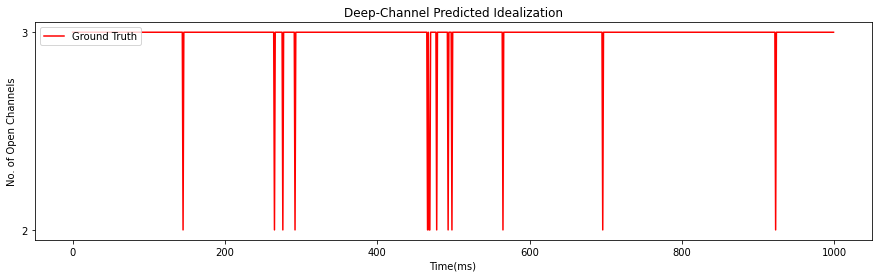 Deep-Channel Predicted Idealization
3
Ground Truth
No. of Open Channels
2
0 200 400 600 800 1000
Time(ms)